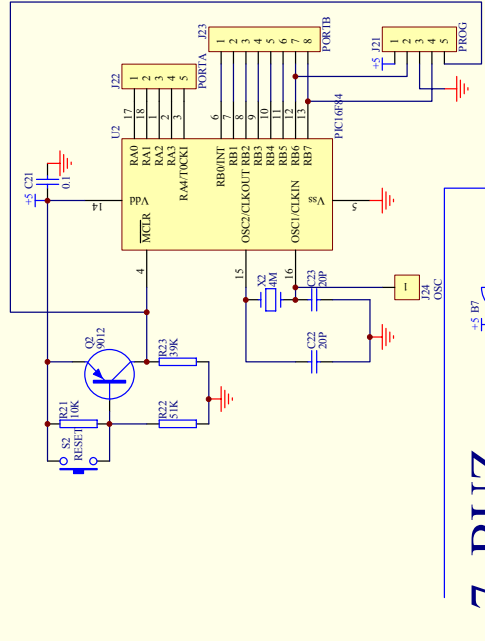 J23
1 2 3 4 5 6 7 8
PORTB
J21
1 2 3 4 5
PROG
+5
J22
1 2 3 4 5
PORTA
17 18 1 2 3
6 7 8 9 10 11 12 13
U2
PIC16F84
RA0
RA1
RA2
RA3
RA4/T0CKI
RB0/INT
RB1
RB2
RB3
RB4
RB5
RB6
RB7
+5 C21
0.1
14
Vdd
Vss
5
MCLR
OSC2/CLKOUT
OSC1/CLKIN
4
15
16
X2
4M
C23
20P
C22
20P
1
J24
OSC
+5 B7
Q2
9012
R23
39K
R21
10K
R22
51K
S2
RESET